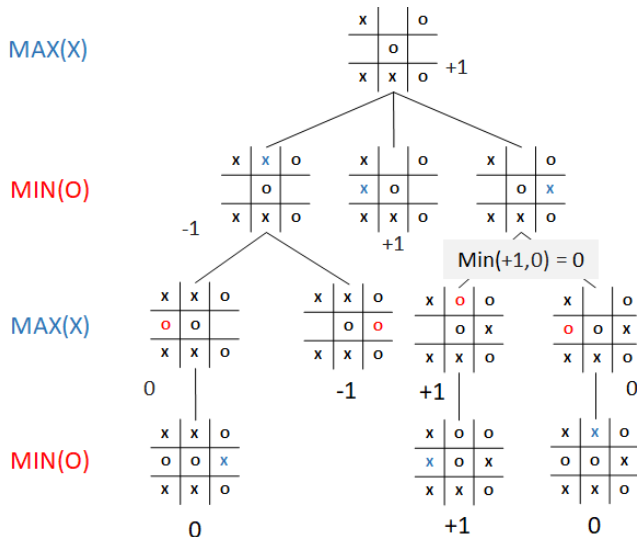 x o
MAX(X) o
x x o +1
x x o x o x o
MIN(O) o x o o x
x x o x x o x x o
-1 +1
Min(+1,0) = 0
x x o x x o x o o x o
MAX(X) o o o o o x o o x
x x o x x o x x o x x o
0 -1 +1 0
x x o x o o x x o
MIN(O) o o x x o x o o x
x x o x x o x x o
0 +1 0